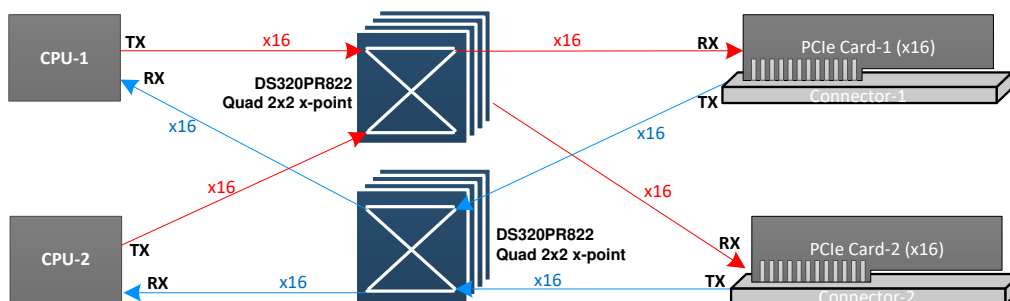 CPU-1
TX
x16
x16
RX
PCIe Card-1 (x16)
RX
DS320PR822
Quad 2x2 x-point
TX
Connector-1
x16
x16
x16
x16
CPU-2
TX
RX
x16
DS320PR822
Quad 2x2 x-point
x16
RX
TX
PCIe Card-2 (x16)
Connector-2